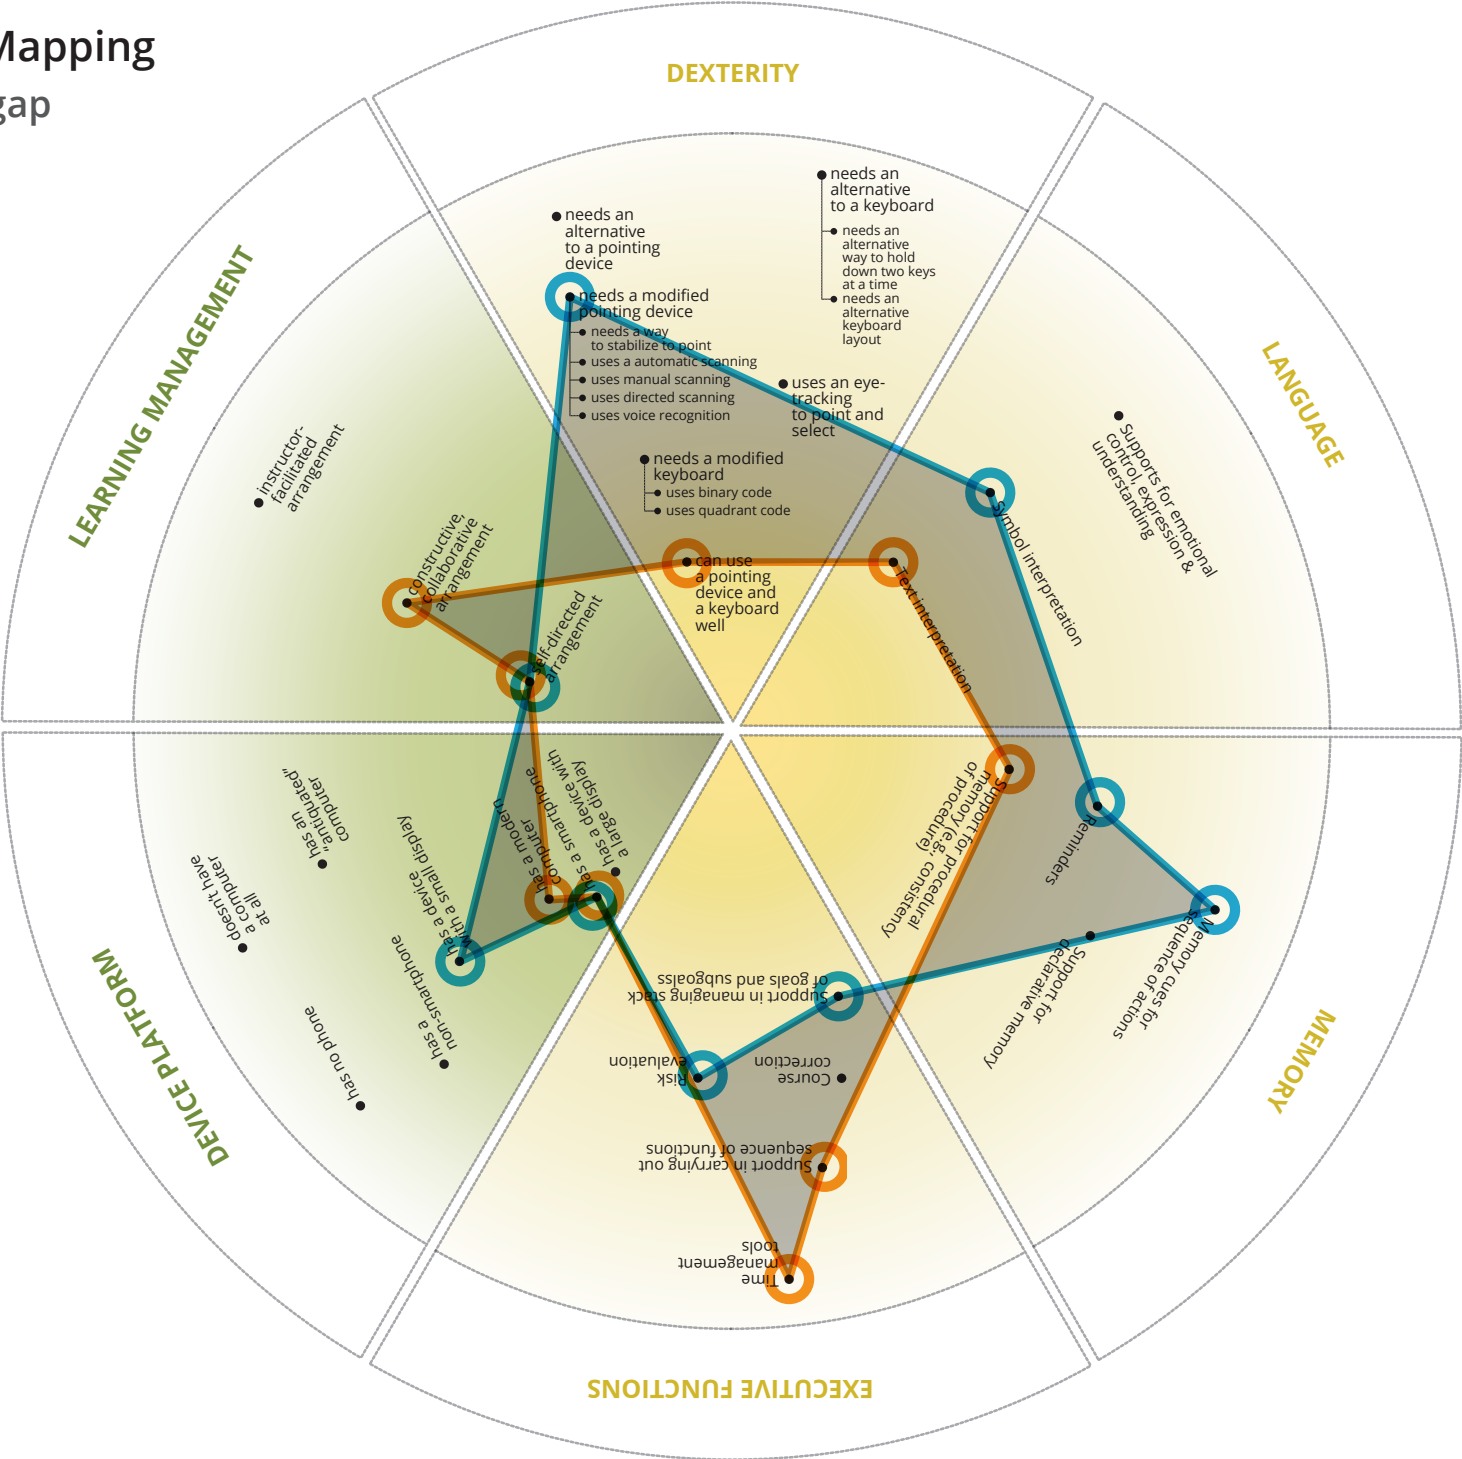 Mapping
gap
DEXTERITY
needs an
alternative
to a pointing
device
needs a modified
pointing device
needs a way
to stabilize to point
uses a automatic scanning
uses manual scanning
uses directed scanning
uses voice recognition
needs an
alternative
to a keyboard
needs an
alternative
way to hold
down two keys
at a time
needs an
alternative
keyboard
layout
uses an eye-
tracking
to point and
select
needs a modified
keyboard
uses binary code
uses quadrant code
can use
a pointing
device and
a keyboard
well
LANGUAGE
Supports for emotional
control, expression &
understanding
Symbol interpretation
Text interpretation
MEMORY
Support for procedural
memory (e.g., consistency
of procedure)
Reminders
Memory cues for
sequence of actions
Support for
declarative memory
EXECUTIVE FUNCTIONS
Support in managing stack
of goals and subgoalss
Risk
evaluation
Course
correction
Support in carrying out
sequence of functions
Time
management
tools
DEVICE PLATFORM
has a device with
a large display
has a smartphone
has a modern
computer
has a device
with a small display
has an
"antiquated"
computer
doesn't have
a computer
at all
has a
non-smartphone
has no phone
LEARNING MANAGEMENT
instructor-
facilitated
arrangement
constructive,
collaborative
arrangement
self-directed
arrangement